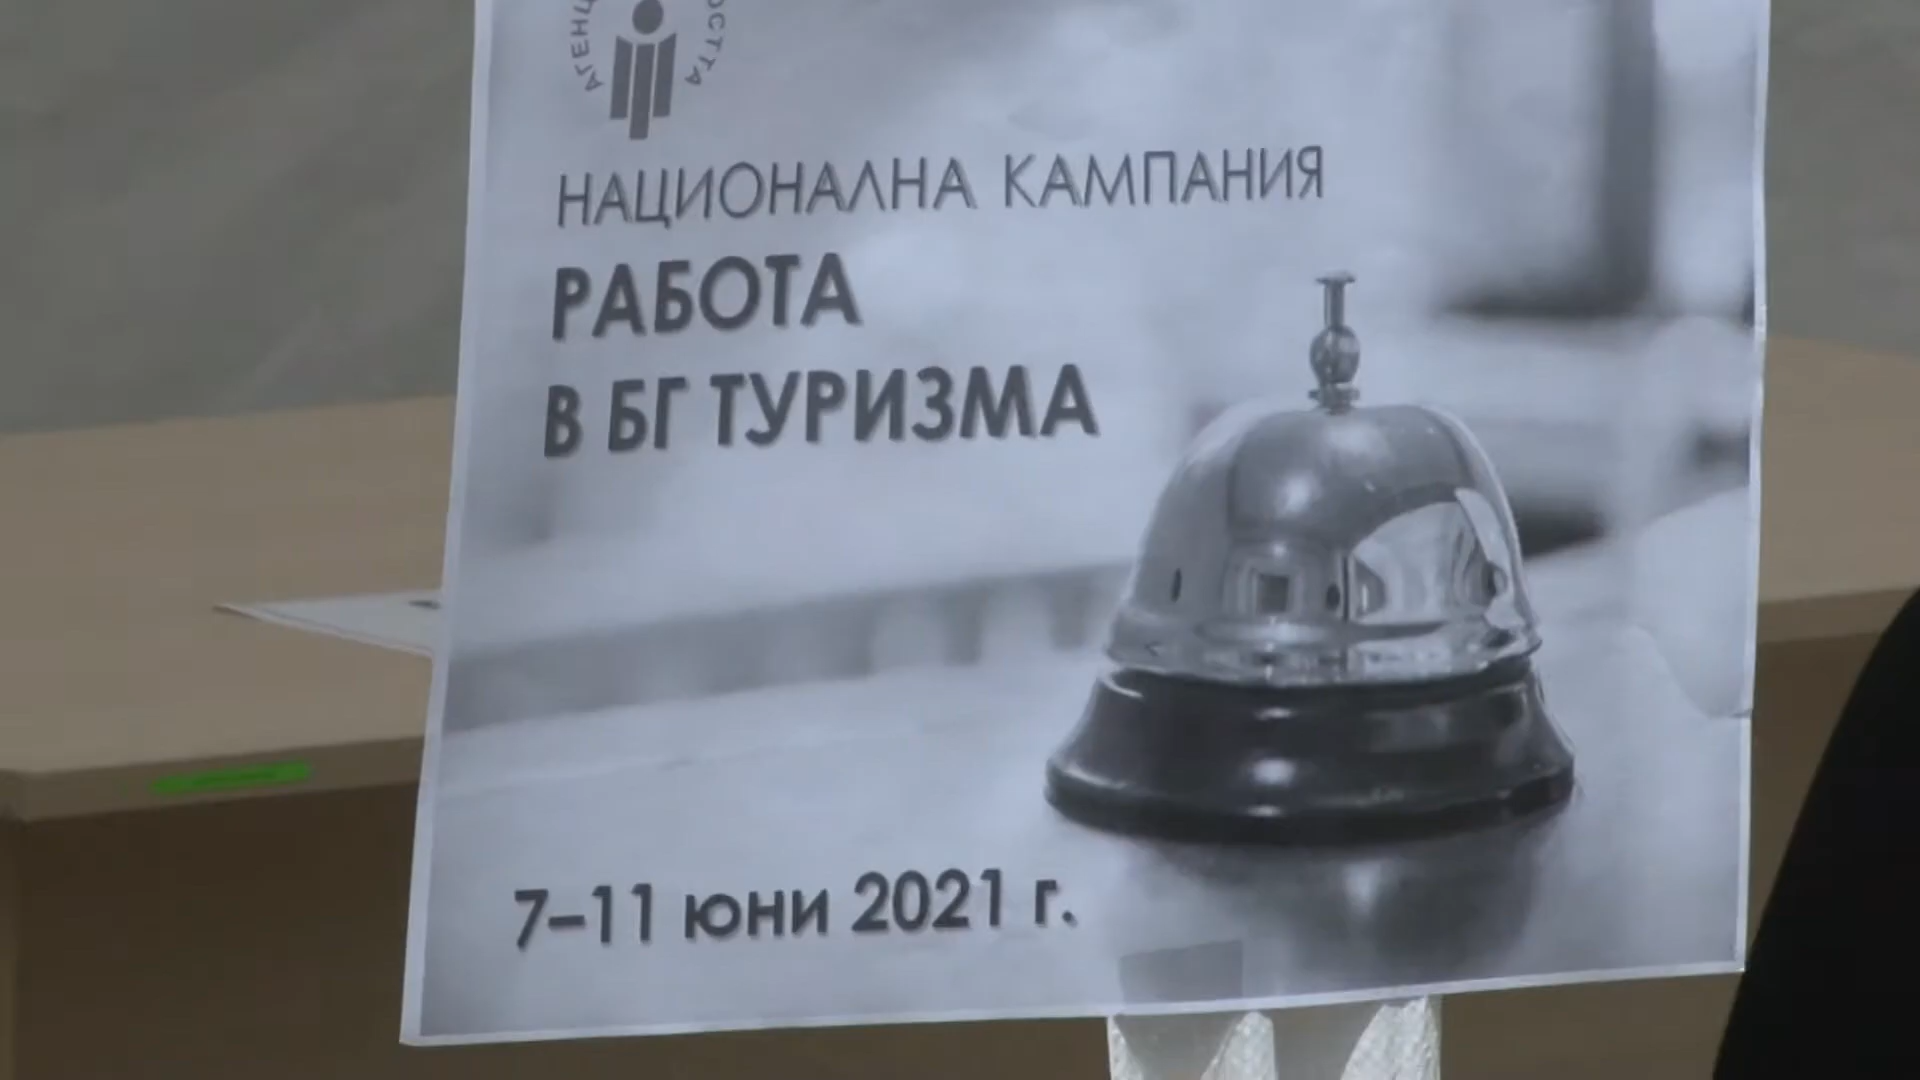 НАЦИОНАЛНА КАМПАНИЯ
РАБОТА
В БГ ТУРИЗМА
7–11 юни 2021 г.